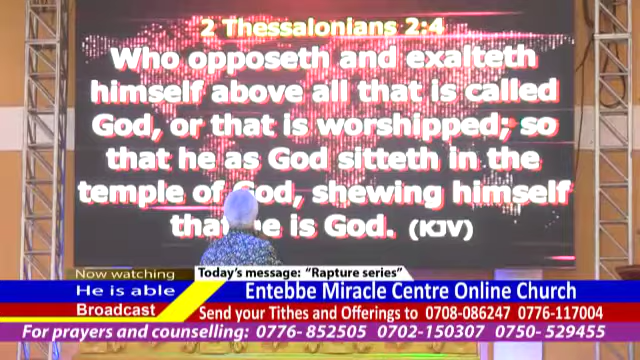 2 Thessalonians 2:4
Who opposeth and exalteth
himself above all that is called
God, or that is worshipped; so
that he as God sitteth in the
temple of God, shewing himself
that he is God. (KJV)
Now watching
Today's message: "Rapture series"
He is able
Entebbe Miracle Centre Online Church
Broadcast
Send your Tithes and Offerings to 0708-086247 0776-117004
For prayers and counselling: 0776- 852505 0702-150307 0750- 529455